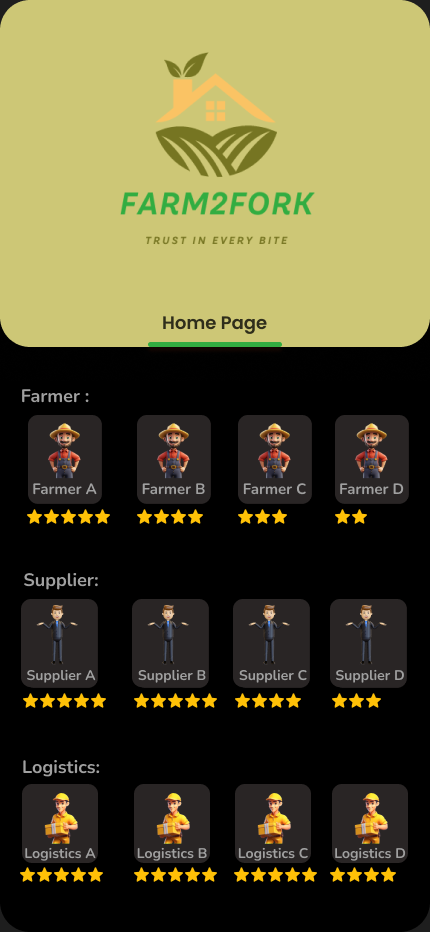 FARM2FORK
TRUST IN EVERY BITE
Home Page
Farmer :
Farmer A Farmer B Farmer C Farmer D
Supplier:
Supplier A Supplier B Supplier C Supplier D
Logistics:
Logistics A Logistics B Logistics C Logistics D